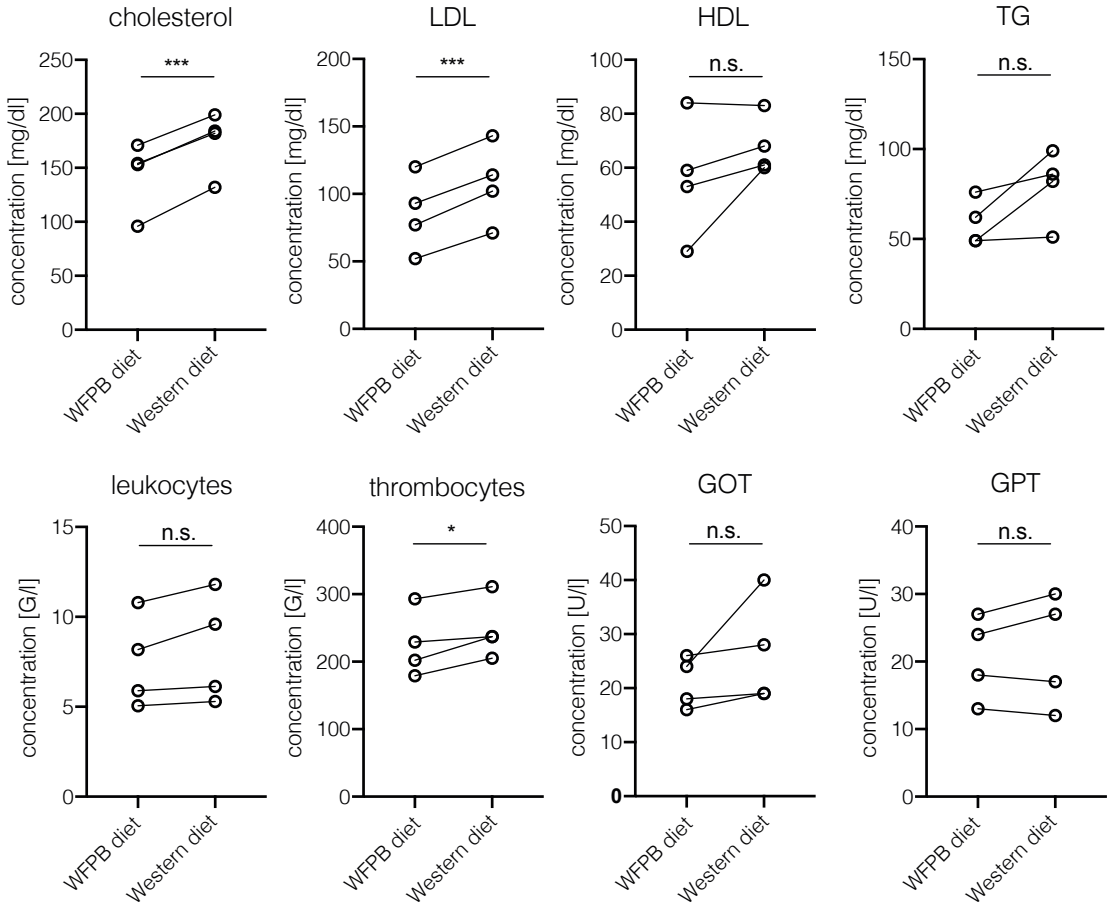 cholesterol
250
200
150
100
50
0
concentration [mg/dl]
***
WFPB diet
Western diet
LDL
200
150
100
50
0
concentration [mg/dl]
***
WFPB diet
Western diet
HDL
100
80
60
40
20
0
concentration [mg/dl]
n.s.
WFPB diet
Western diet
TG
150
100
50
0
concentration [mg/dl]
n.s.
WFPB diet
Western diet
leukocytes
15
10
5
0
concentration [G/l]
n.s.
WFPB diet
Western diet
thrombocytes
400
300
200
100
0
concentration [G/l]
*
WFPB diet
Western diet
GOT
50
40
30
20
10
0
concentration [U/l]
n.s.
WFPB diet
Western diet
GPT
40
30
20
10
0
concentration [U/l]
n.s.
WFPB diet
Western diet